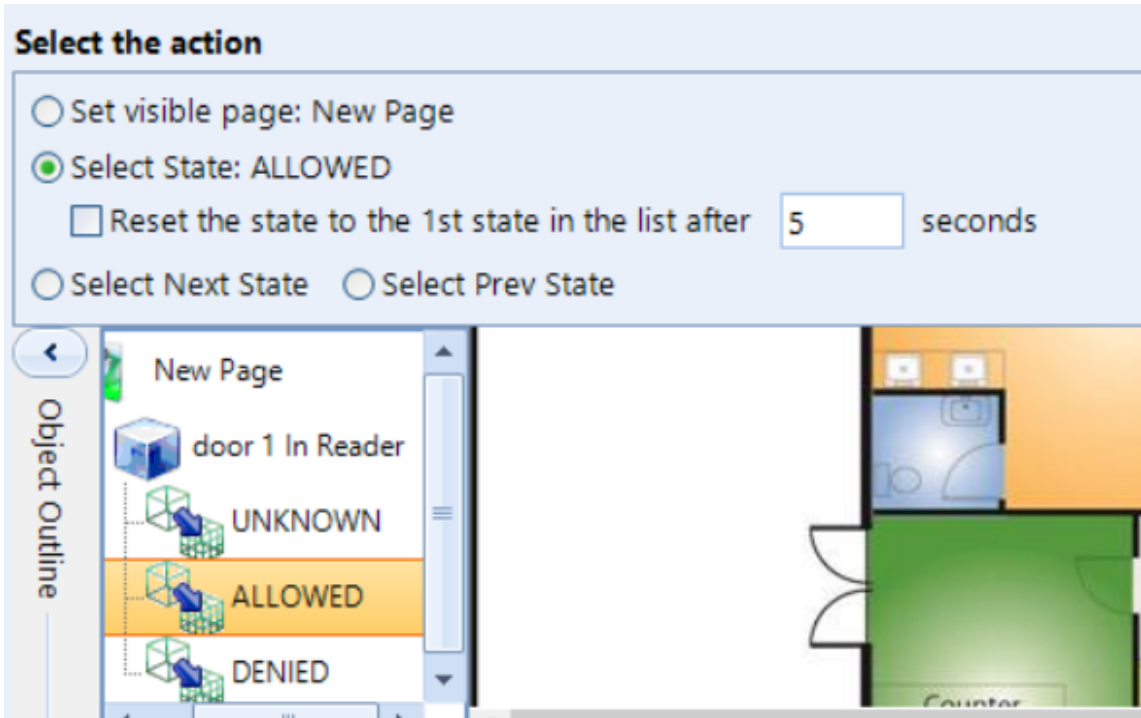 Select the action
Set visible page: New Page
Select State: ALLOWED
Reset the state to the 1st state in the list after 5 seconds
Select Next State Select Prev State
Object Outline
New Page
door 1 In Reader
UNKNOWN
ALLOWED
DENIED
Counter